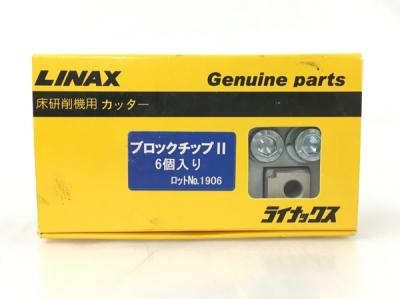 LINAX
Genuine parts
床研削機用 カッター
ブロックチップⅡ
6個入り
ロットNo.1906
ライナックス